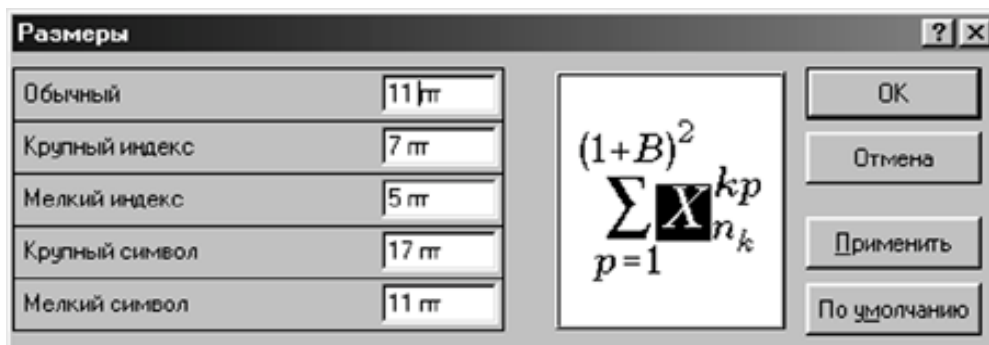 Размеры
Обычный 11 пт
Крупный индекс 7 пт
Мелкий индекс 5 пт
Крупный символ 17 пт
Мелкий символ 11 пт
(1+B)²
∑ X kp
n k
p=1
OK
Отмена
Применить
По умолчанию